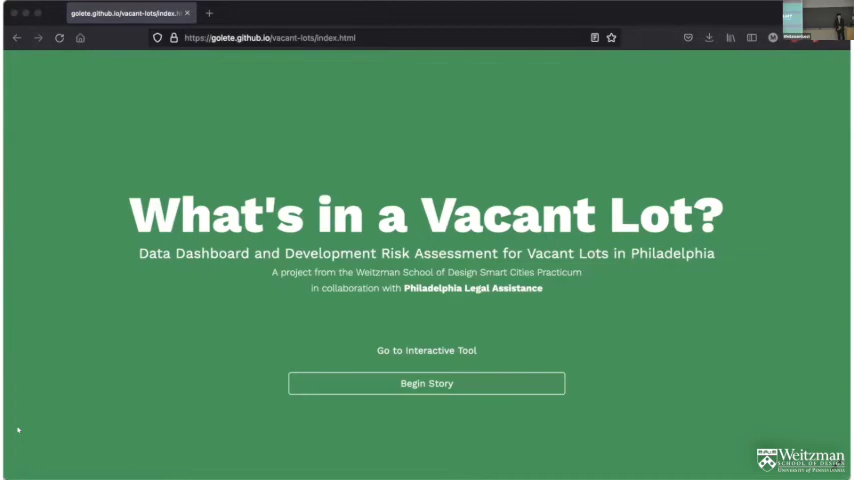 golete.github.io/vacant-lots/index.h
https://golete.github.io/vacant-lots/index.html
What's in a Vacant Lot?
Data Dashboard and Development Risk Assessment for Vacant Lots in Philadelphia
A project from the Weitzman School of Design Smart Cities Practicum
in collaboration with Philadelphia Legal Assistance
Go to Interactive Tool
Begin Story
Weitzman
SCHOOL OF DESIGN
UNIVERSITY OF PENNSYLVANIA